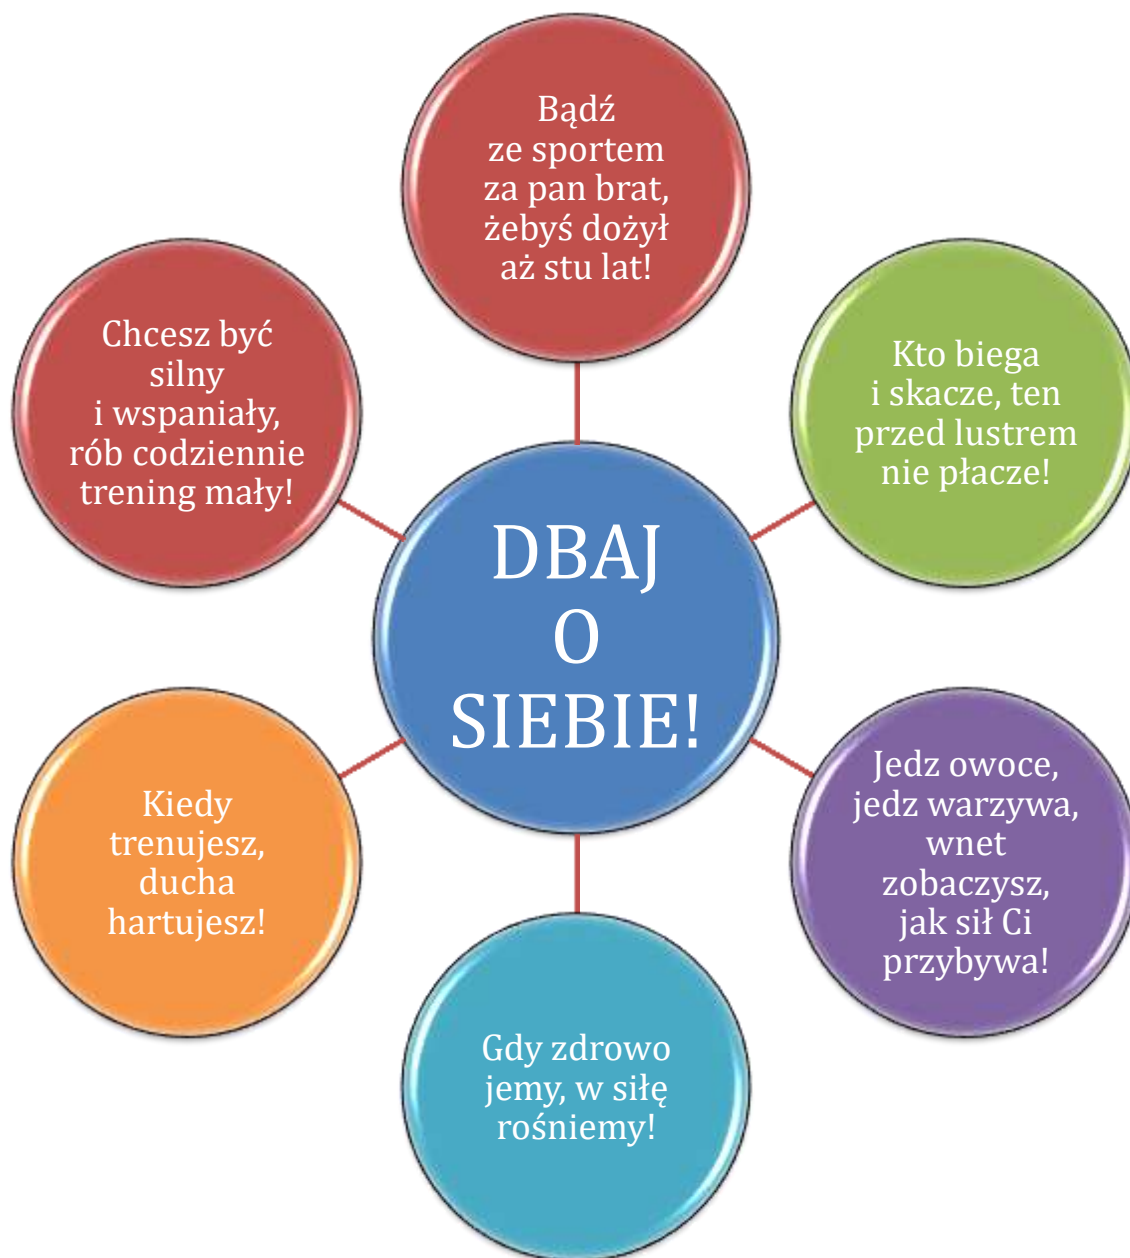 Bądź
ze sportem
za pan brat,
żebyś dożył
aż stu lat!
Chcesz być
silny
i wspaniały,
rób codziennie
trening mały!
Kto biega
i skacze, ten
przed lustrem
nie płacze!
DBAJ
O
SIEBIE!
Kiedy
trenujesz,
ducha
hartujesz!
Jedz owoce,
jedz warzywa,
wnet
zobaczysz,
jak sił Ci
przybywa!
Gdy zdrowo
jemy, w siłę
rośniemy!